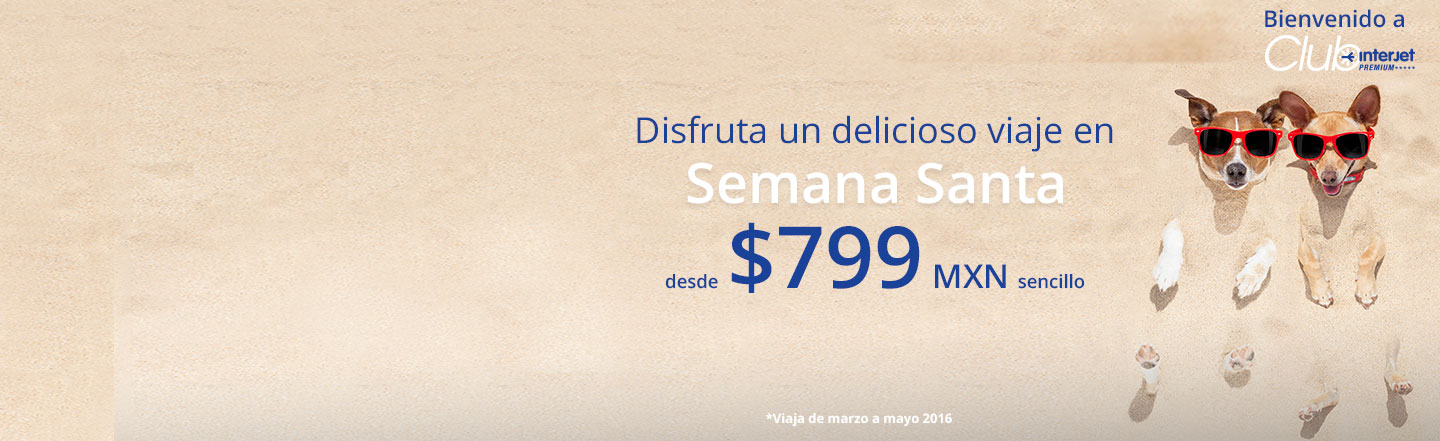 Bienvenido a
Club interjet
PREMIUM
Disfruta un delicioso viaje en
Semana Santa
desde $799 MXN sencillo
*Viaja de marzo a mayo 2016